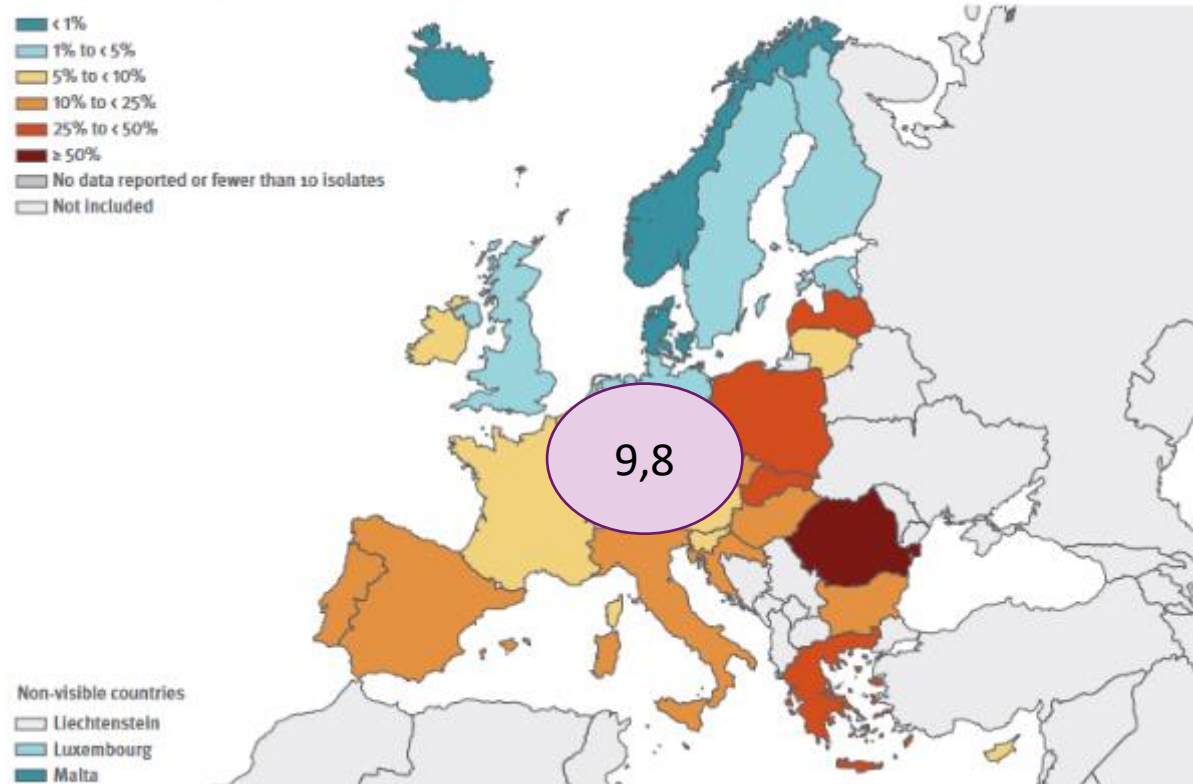 < 1%
1% to < 5%
5% to < 10%
10% to < 25%
25% to < 50%
≥ 50%
No data reported or fewer than 10 isolates
Not included
9,8
Non-visible countries
Liechtenstein
Luxembourg
Malta